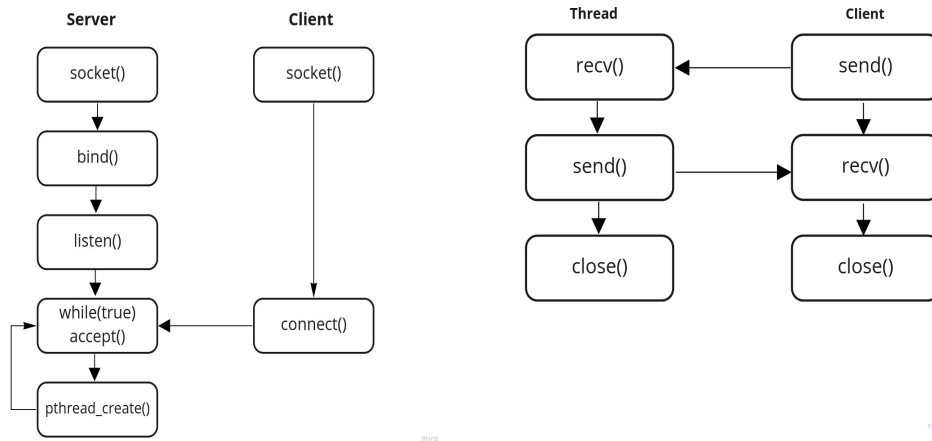 Server
Client
socket()
socket()
bind()
listen()
while(true)
accept()
connect()
pthread_create()
miro
Thread
Client
recv()
send()
send()
recv()
close()
close()